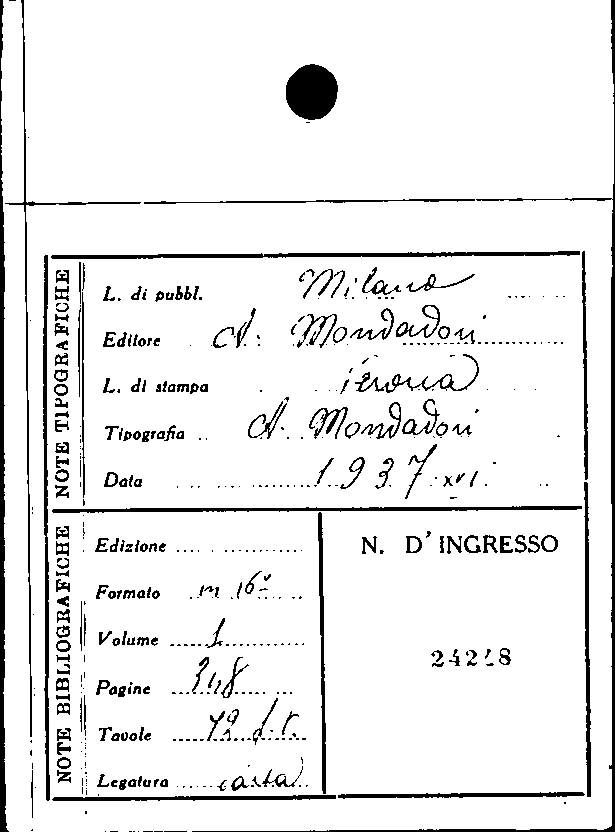 NOTE TIPOGRAFICHE
L. di pubbl. Milano
Editore A. Mondadori
L. di stampa Verona
Tipografia A. Mondadori
Data 1937 XVI.
NOTE BIBLIOGRAFICHE
Edizione
Formato in 16°
Volume 1
Pagine 348
Tavole f.t.
Legatura carta
N. D'INGRESSO